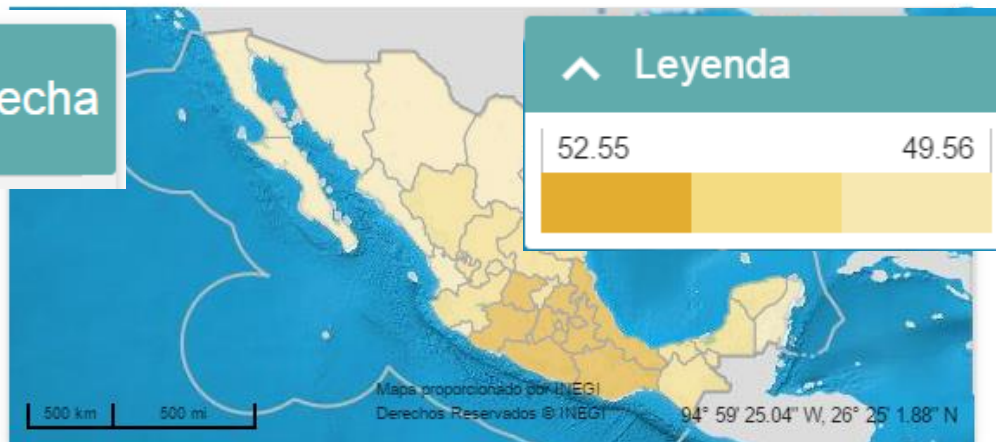 echa
Leyenda
52.55 49.56
Mapa proporcionado por INEGI
500 km 500 mi Derechos Reservados © INEGI 94° 59' 25.04" W, 26° 25' 1.88" N